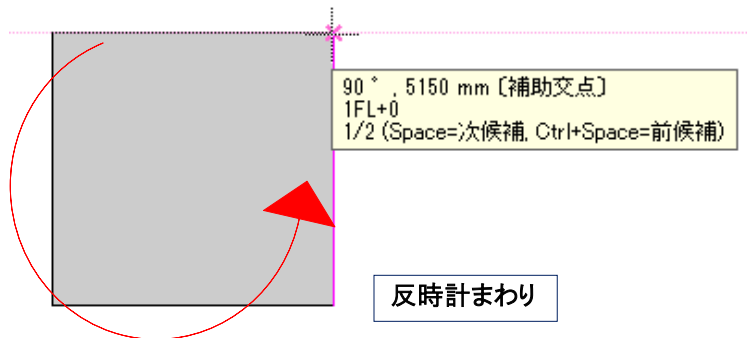 90 ﾟ , 5150 mm〔補助交点〕
1FL+0
1/2 (Space=次候補, Ctrl+Space=前候補)
反時計まわり